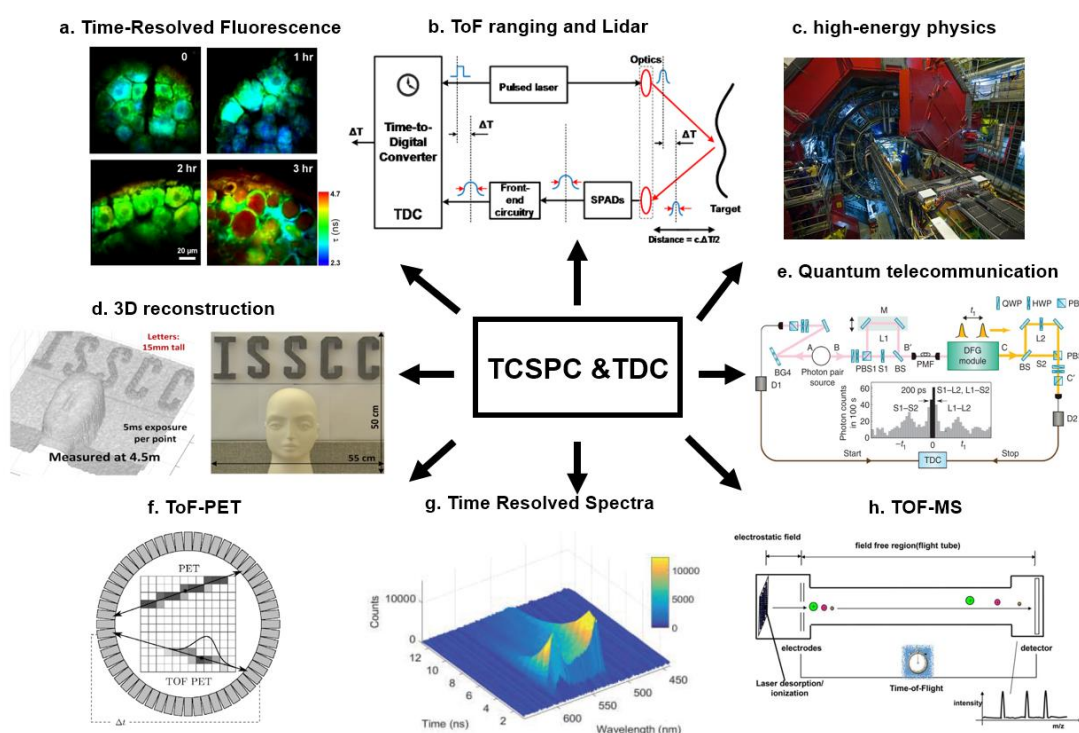 a. Time-Resolved Fluorescence
0
1 hr
2 hr
3 hr
20 µm
4.7
τ (ns)
2.3
b. ToF ranging and Lidar
Optics
Pulsed laser
ΔT
ΔT
Time-to-
Digital
Converter
TDC
ΔT
Front-
end
circuitry
SPADs
Target
Distance = c.ΔT/2
c. high-energy physics
d. 3D reconstruction
Letters:
15mm tall
ISSCC
5ms exposure
per point
Measured at 4.5m
ISSCC
50 cm
55 cm
TCSPC &TDC
e. Quantum telecommunication
QWP
HWP
PB
M
L1
t1
L2
A
B
B'
C
BG4
Photon pair
source
PBS1
S1
BS
PMF
DFG
module
BS
S2
PBS
C'
D1
D2
Photon counts
in 100 s
200 ps
S1–L2, L1–S2
S1–S2
L1–L2
–t1
0
t1
Start
TDC
Stop
f. ToF-PET
PET
TOF PET
Δt
g. Time Resolved Spectra
Counts
10000
0
12
10
8
6
4
2
Time (ns)
600
550
500
450
Wavelength (nm)
10000
5000
0
h. TOF-MS
electrostatic field
field free region(flight tube)
electrodes
detector
Laser desorption/
ionization
Time-of-Flight
intensity
m/z